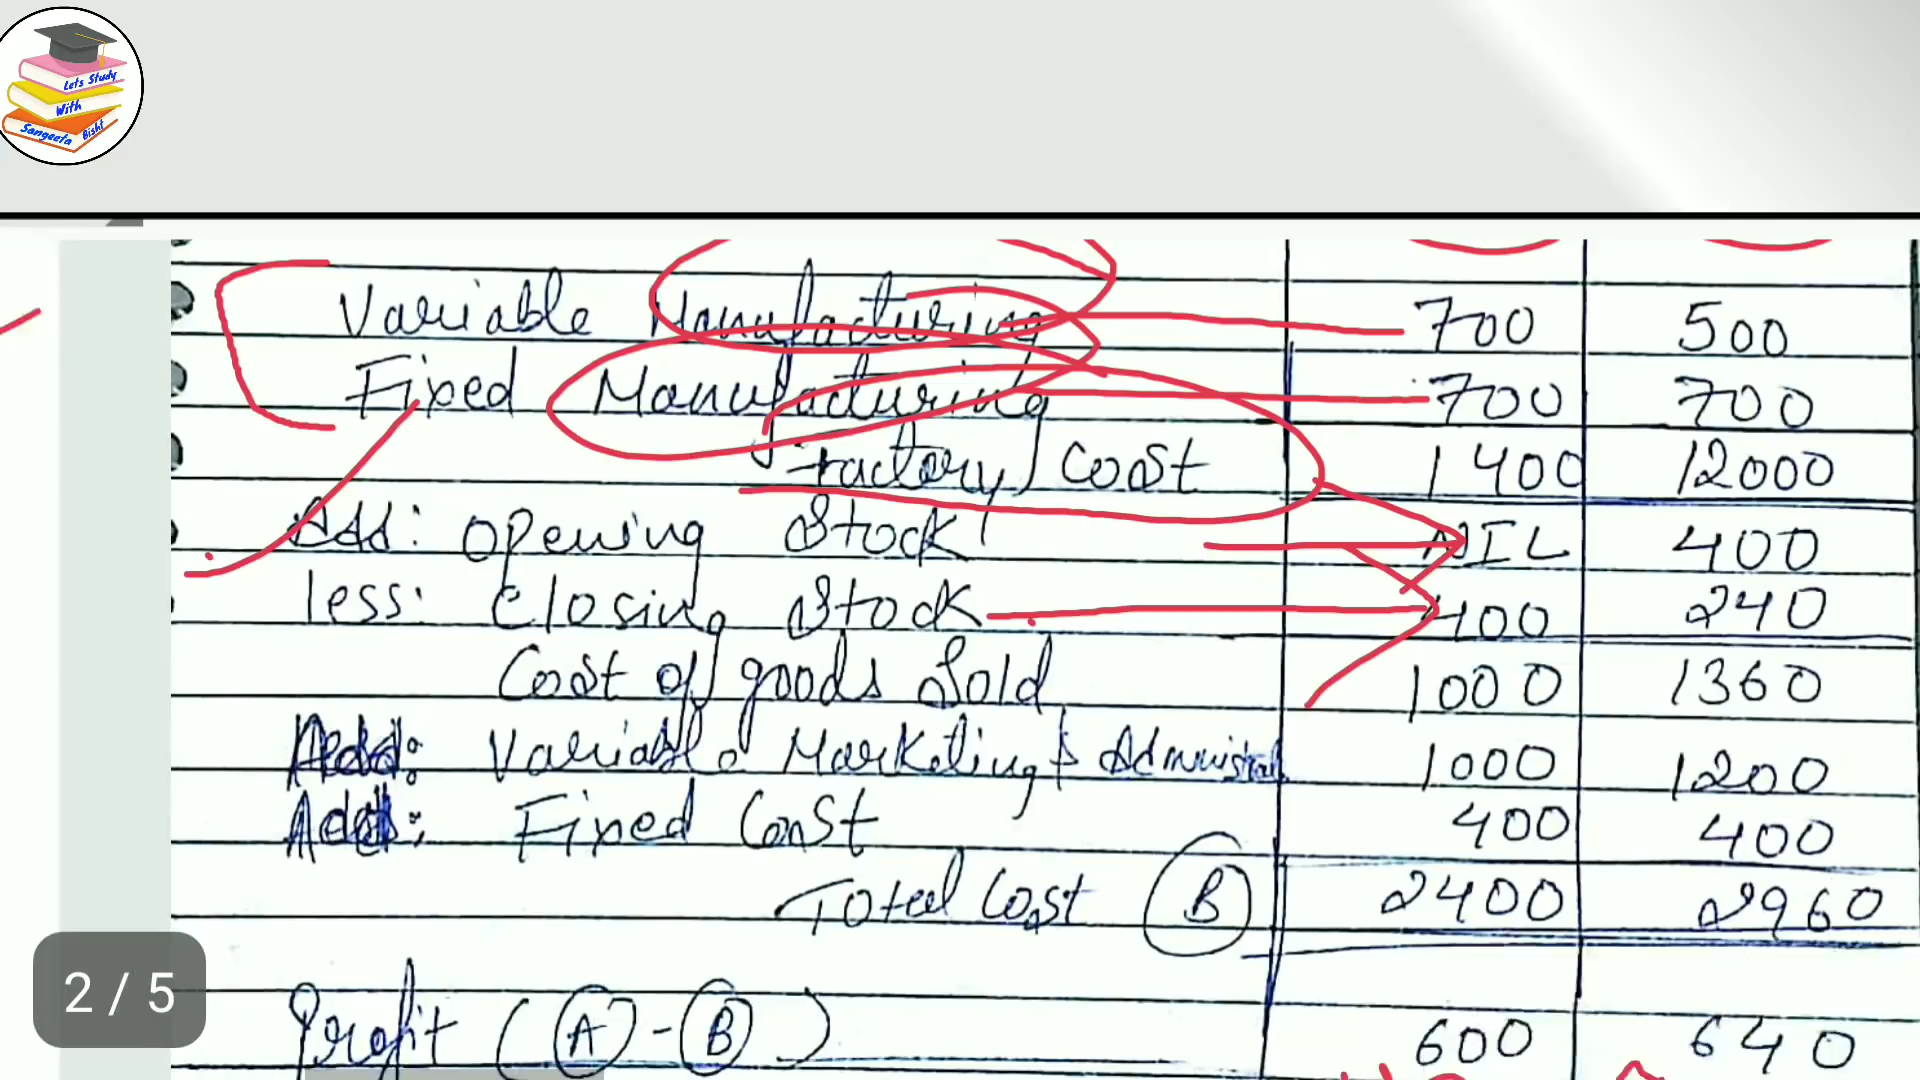 Lets Study
With
Sangeeta Bisht
Variable Manufacturing 700 500
Fixed Manufacturing 700 700
Factory Cost 1400 12000
Add: Opening Stock NIL 400
less: Closing Stock 400 240
Cost of goods Sold 1000 1360
Add: Variable Marketing & 1000 1200
Add: Fixed Cost 400 400
Total Cost B 2400 2960
Profit (A - B) 600 640
2 / 5